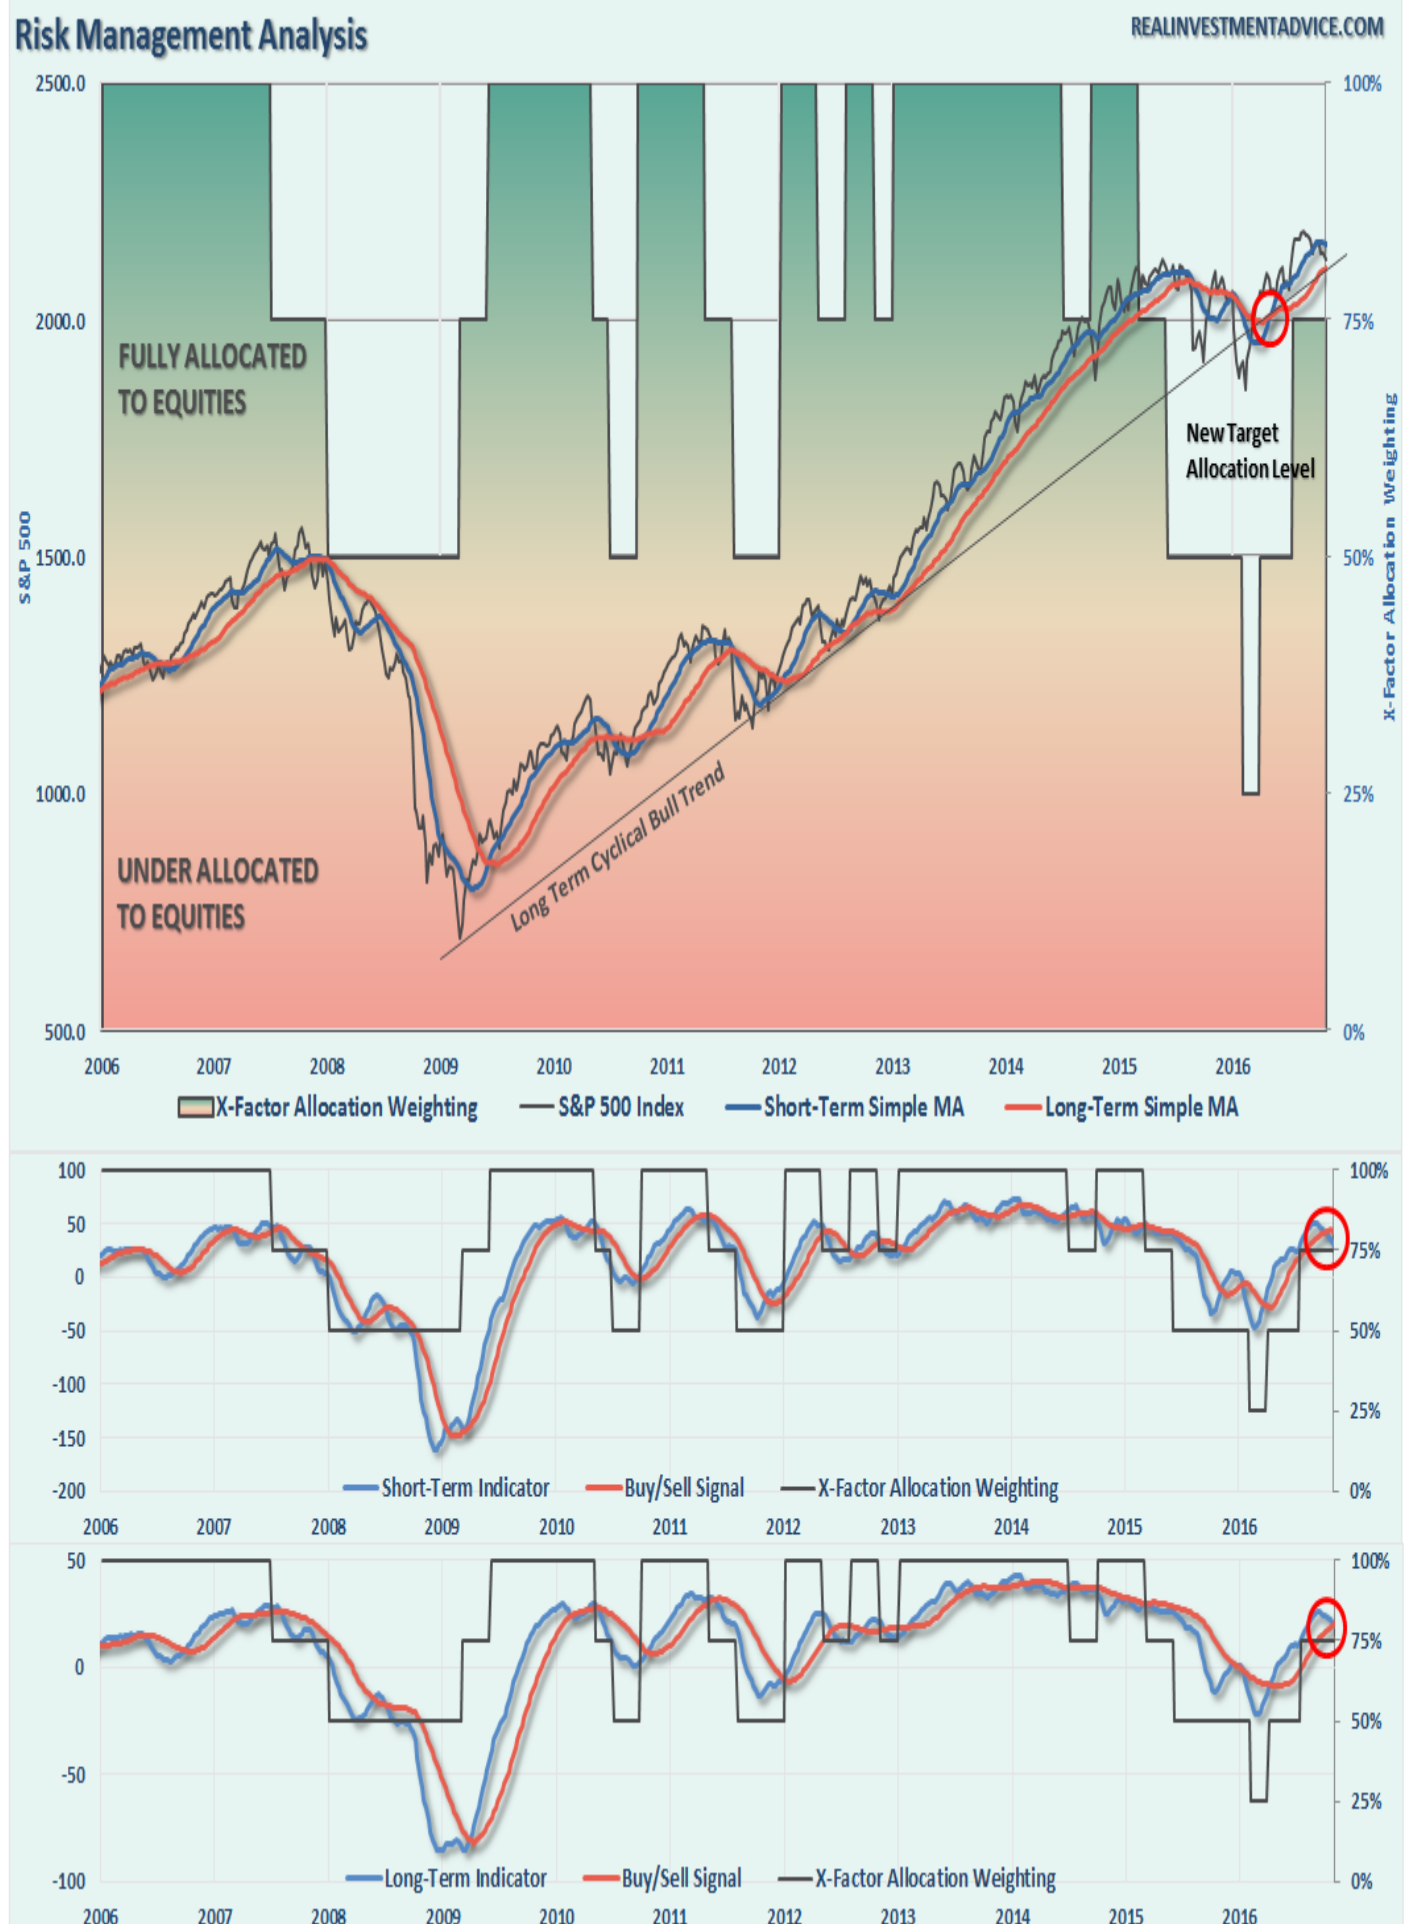 Risk Management Analysis
REALINVESTMENTADVICE.COM
2500.0
2000.0
1500.0
1000.0
500.0
S&P 500
100%
75%
50%
25%
0%
X-Factor Allocation Weighting
FULLY ALLOCATED
TO EQUITIES
New Target
Allocation Level
Long Term Cyclical Bull Trend
UNDER ALLOCATED
TO EQUITIES
2006 2007 2008 2009 2010 2011 2012 2013 2014 2015 2016
X-Factor Allocation Weighting S&P 500 Index Short-Term Simple MA Long-Term Simple MA
100
50
0
-50
-100
-150
-200
100%
75%
50%
25%
0%
Short-Term Indicator Buy/Sell Signal X-Factor Allocation Weighting
2006 2007 2008 2009 2010 2011 2012 2013 2014 2015 2016
50
0
-50
-100
100%
75%
50%
25%
0%
Long-Term Indicator Buy/Sell Signal X-Factor Allocation Weighting
2006 2007 2008 2009 2010 2011 2012 2013 2014 2015 2016